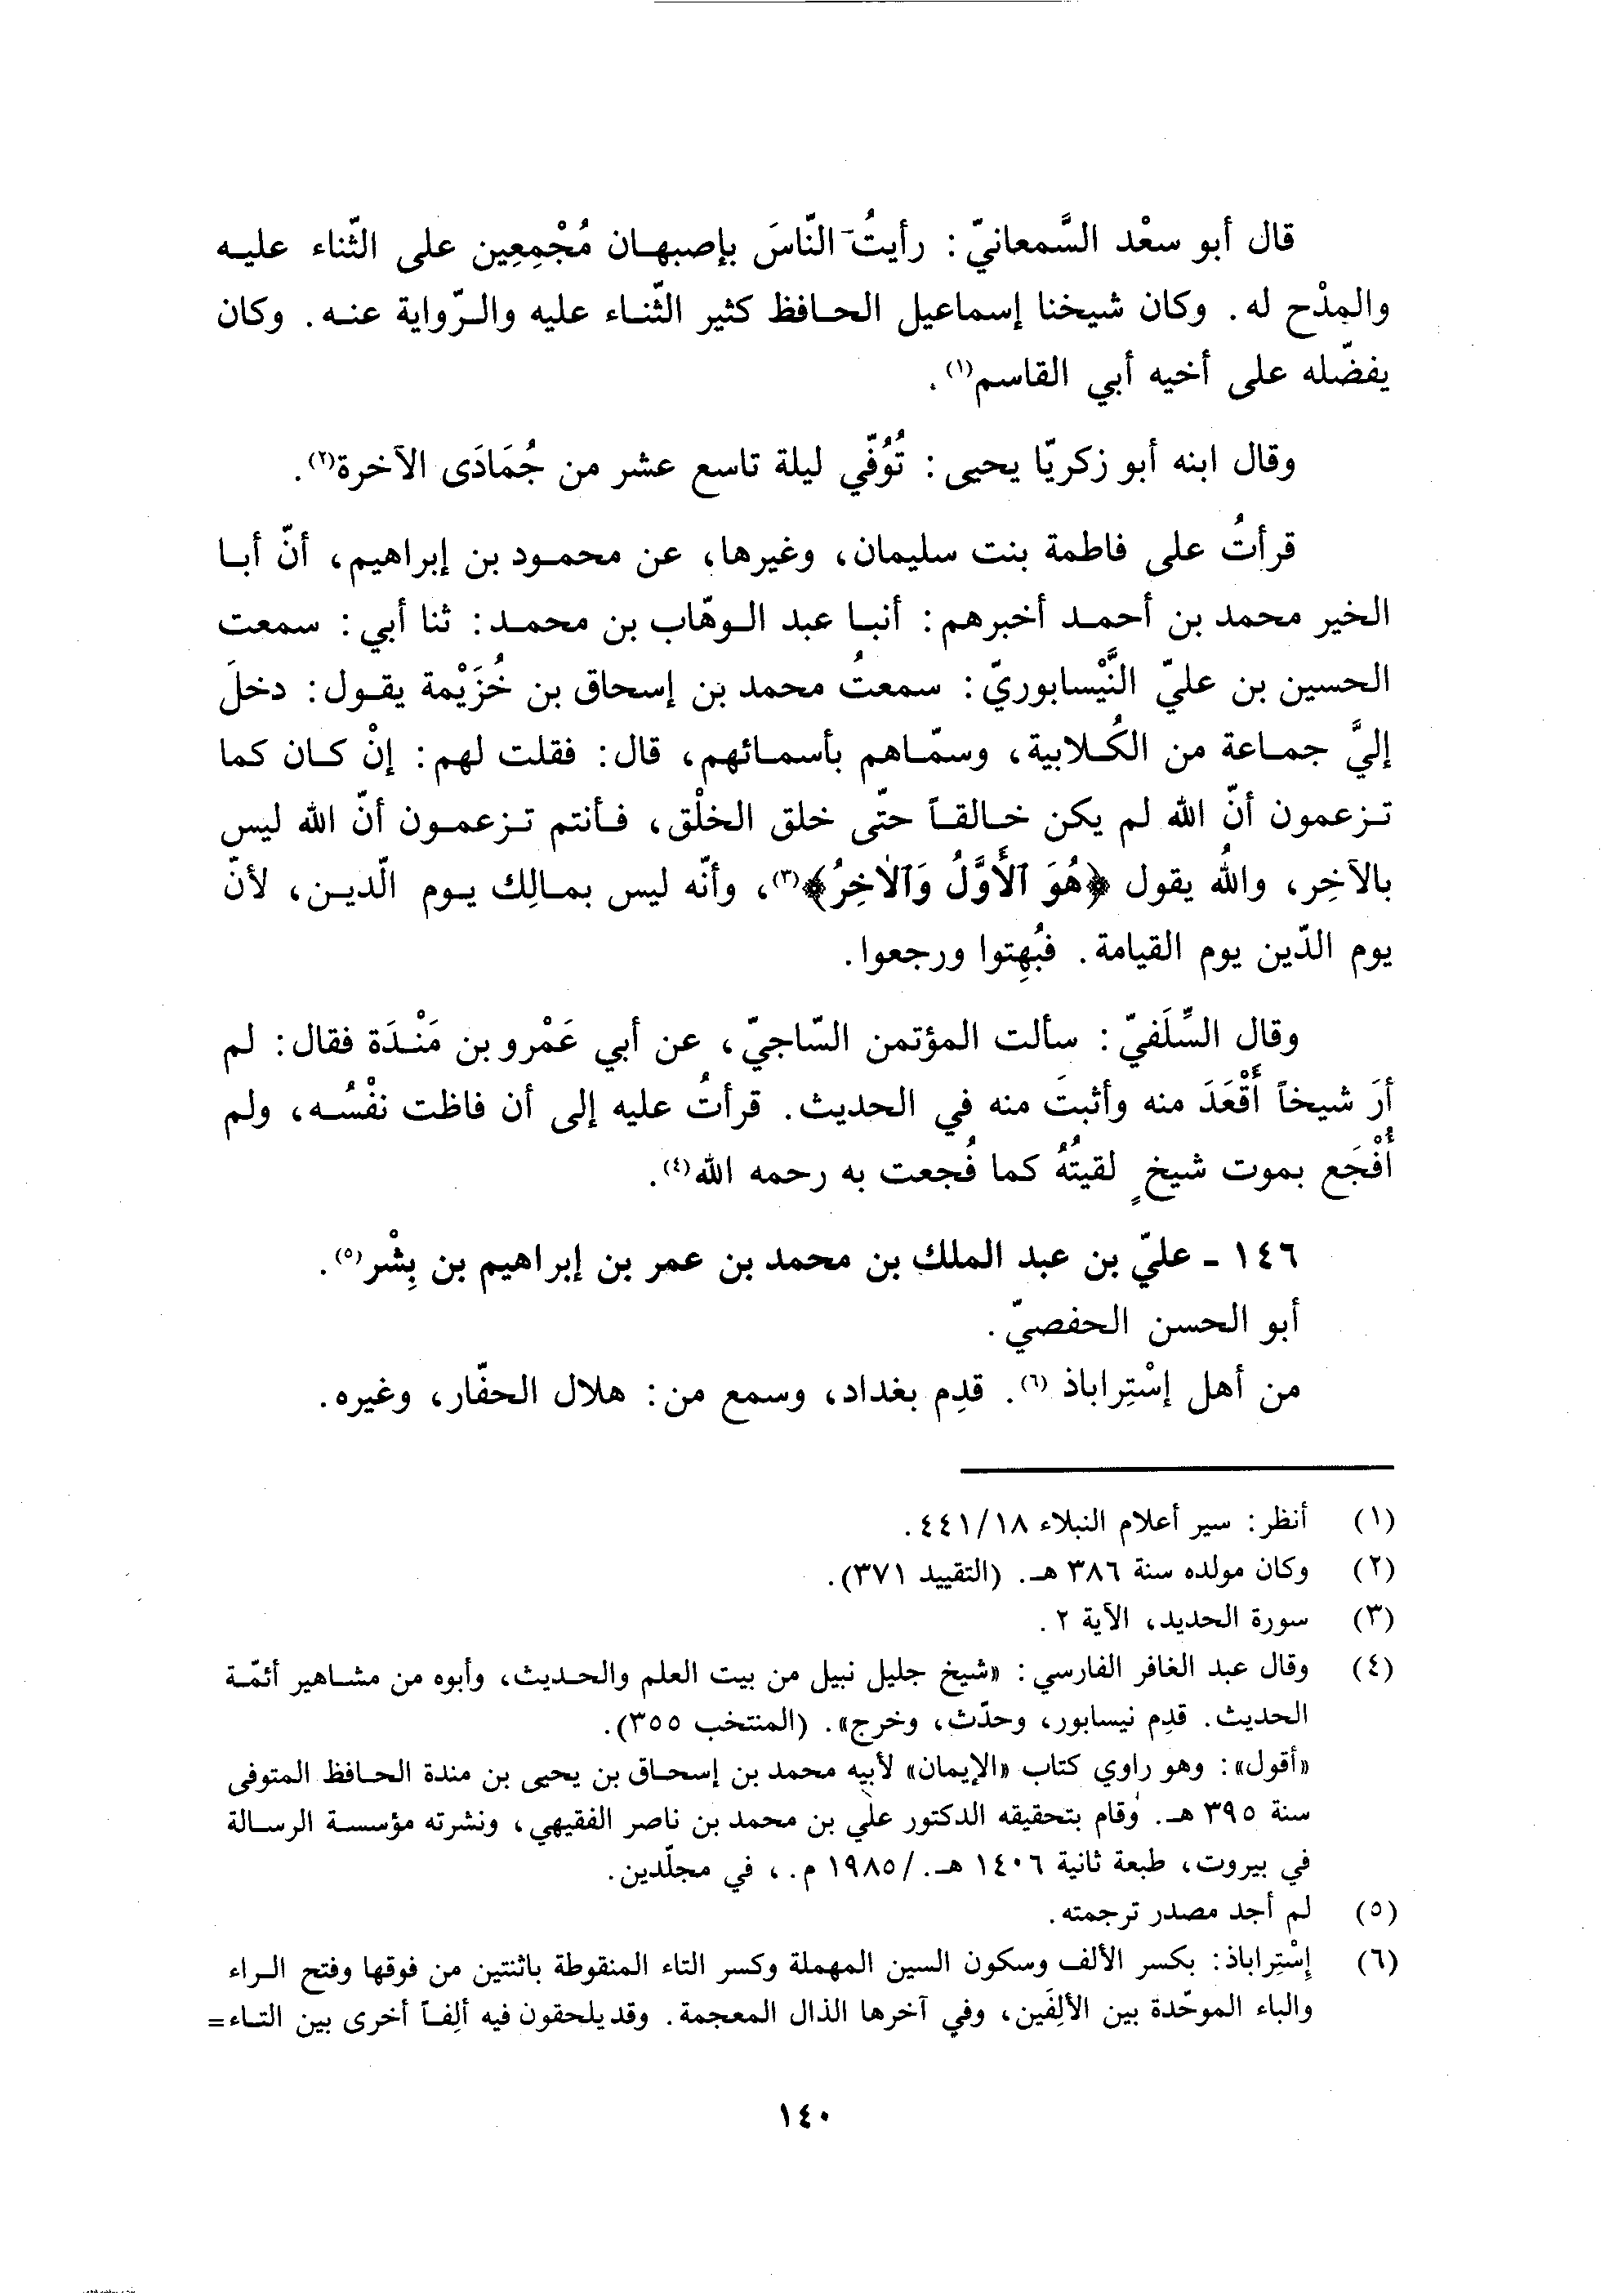 قال أبو سعْد السَّمعانيّ: رأيتُ النّاسَ بإصبهان مُجْمِعِين على الثّناء عليه
والمِدْح له. وكان شيخنا إسماعيل الحافظ كثير الثّناء عليه والرّواية عنه. وكان
يفضّله على أخيه أبي القاسم(١).
وقال ابنه أبو زكريّا يحيى: تُوُفّي ليلة تاسع عشر من جُمَادَى الآخرة(٢).
قرأتُ على فاطمة بنت سليمان، وغيرها، عن محمود بن إبراهيم، أنّ أبا
الخير محمد بن أحمد أخبرهم: أنبا عبد الوهّاب بن محمد: ثنا أبي: سمعت
الحسين بن عليّ النَّيْسابوريّ: سمعتُ محمد بن إسحاق بن خُزَيْمة يقول: دخلَ
إليَّ جماعة من الكُلابية، وسمّاهم بأسمائهم، قال: فقلت لهم: إنْ كان كما
تزعمون أنّ الله لم يكن خالقاً حتّى خلق الخلْق، فأنتم تزعمون أنّ الله ليس
بالآخِر، واللهُ يقول ﴿هُوَ ٱلْأَوَّلُ وَٱلْآخِرُ﴾(٣)، وأنّه ليس بمالِك يوم الّدين، لأنّ
يوم الدّين يوم القيامة. فبُهِتوا ورجعوا.
وقال السِّلَفيّ: سألت المؤتمن السّاجيّ، عن أبي عَمْرو بن مَنْدَة فقال: لم
أرَ شيخاً أَقْعَدَ منه وأثبتَ منه في الحديث. قرأتُ عليه إلى أن فاظت نفْسُه، ولم
أُفْجَع بموت شيخٍ لقيتُهُ كما فُجعت به رحمه الله(٤).
١٤٦ - عليّ بن عبد الملك بن محمد بن عمر بن إبراهيم بن بِشْر(٥).
أبو الحسن الحفصيّ.
من أهل إسْتِراباذ(٦). قدِم بغداد، وسمع من: هلال الحفّار، وغيره.
(١) أنظر: سير أعلام النبلاء ٤٤١/١٨.
(٢) وكان مولده سنة ٣٨٦ هـ. (التقييد ٣٧١).
(٣) سورة الحديد، الآية ٢.
(٤) وقال عبد الغافر الفارسي: «شيخ جليل نبيل من بيت العلم والحديث، وأبوه من مشاهير أئمّة
الحديث. قدِم نيسابور، وحدّث، وخرج». (المنتخب ٣٥٥).
«أقول»: وهو راوي كتاب «الإيمان» لأبيه محمد بن إسحاق بن يحيى بن مندة الحافظ المتوفى
سنة ٣٩٥ هـ. وقام بتحقيقه الدكتور علي بن محمد بن ناصر الفقيهي، ونشرته مؤسسة الرسالة
في بيروت، طبعة ثانية ١٤٠٦ هـ./١٩٨٥ م.، في مجلّدين.
(٥) لم أجد مصدر ترجمته.
(٦) إِسْتِراباذ: بكسر الألف وسكون السين المهملة وكسر التاء المنقوطة باثنتين من فوقها وفتح الراء
والباء الموحّدة بين الألِفَين، وفي آخرها الذال المعجمة. وقد يلحقون فيه ألِفاً أخرى بين التاء=
١٤٠